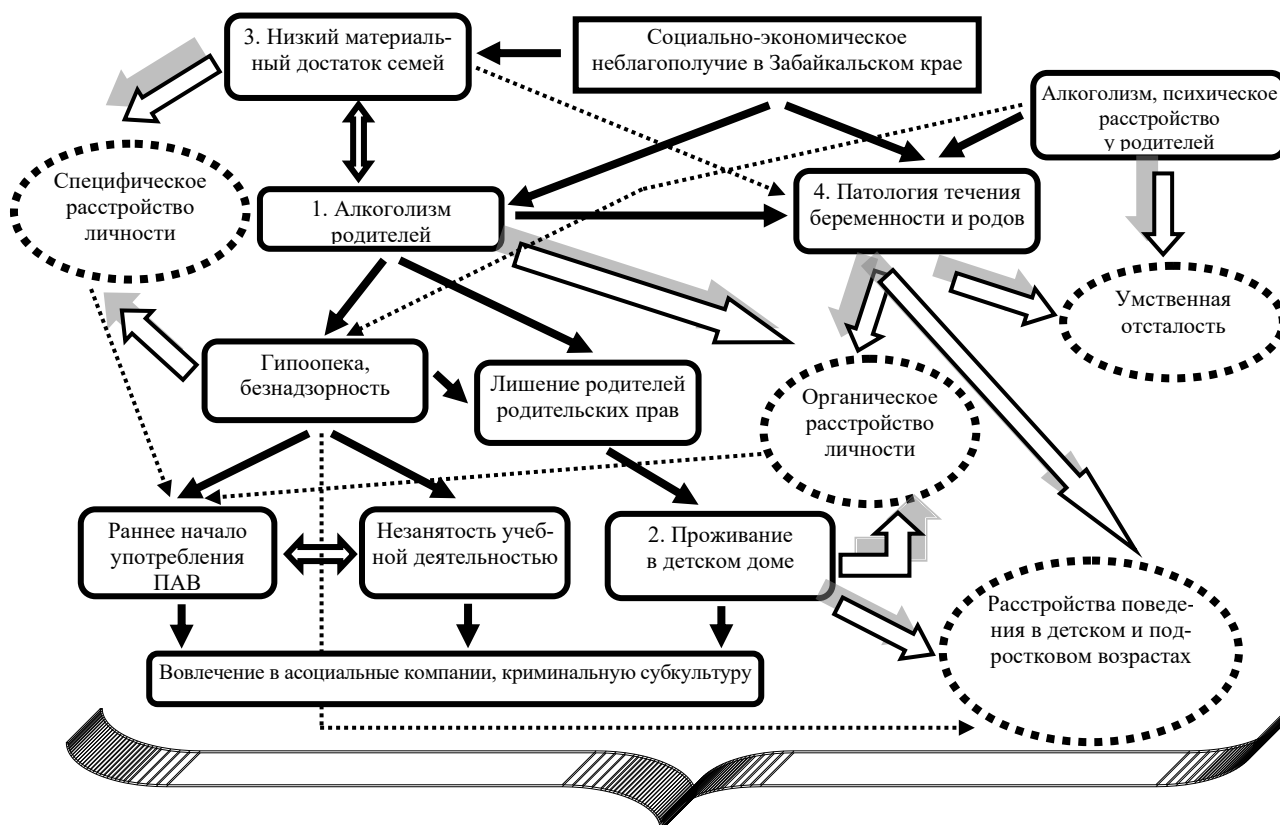 3. Низкий материаль-
ный достаток семей
Социально-экономическое
неблагополучие в Забайкальском крае
Алкоголизм, психическое
расстройство
у родителей
Специфическое
расстройство
личности
1. Алкоголизм
родителей
4. Патология течения
беременности и родов
Умственная
отсталость
Гипоопека,
безнадзорность
Лишение родителей
родительских прав
Органическое
расстройство
личности
Раннее начало
употребления
ПАВ
Незанятость учеб-
ной деятельностью
2. Проживание
в детском доме
Расстройства поведе-
ния в детском и под-
ростковом возрастах
Вовлечение в асоциальные компании, криминальную субкультуру